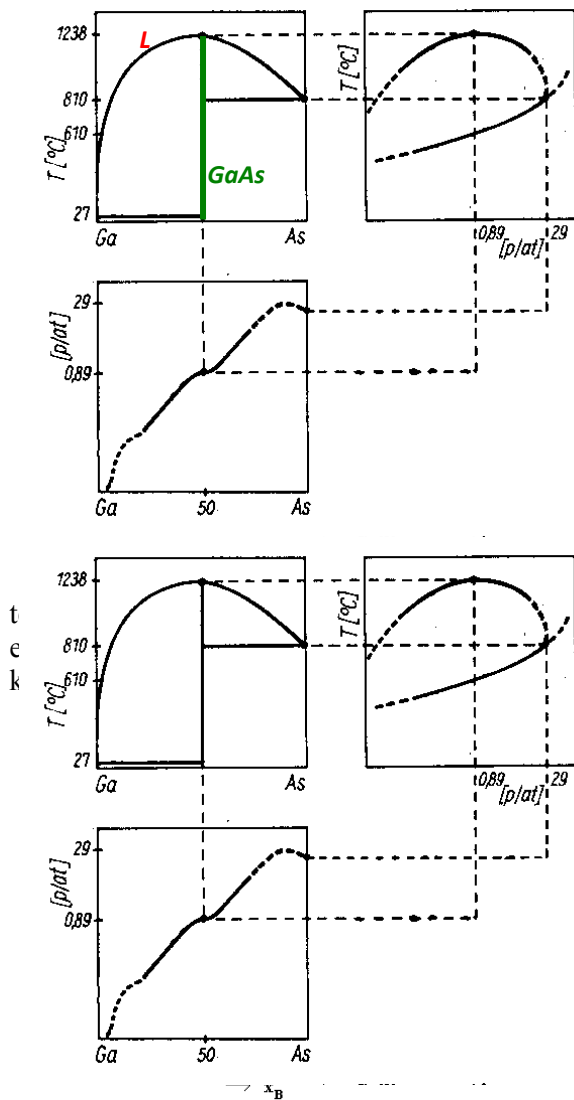 1238
L
T [°C]
810
610
T [°C]
GaAs
27
Ga
As
0,89
29
[p/at]
[p/at]
29
0,89
Ga
50
As
1238
T [°C]
t
810
e
k
610
T [°C]
27
Ga
As
0,89
29
[p/at]
[p/at]
29
0,89
Ga
50
As
x_B